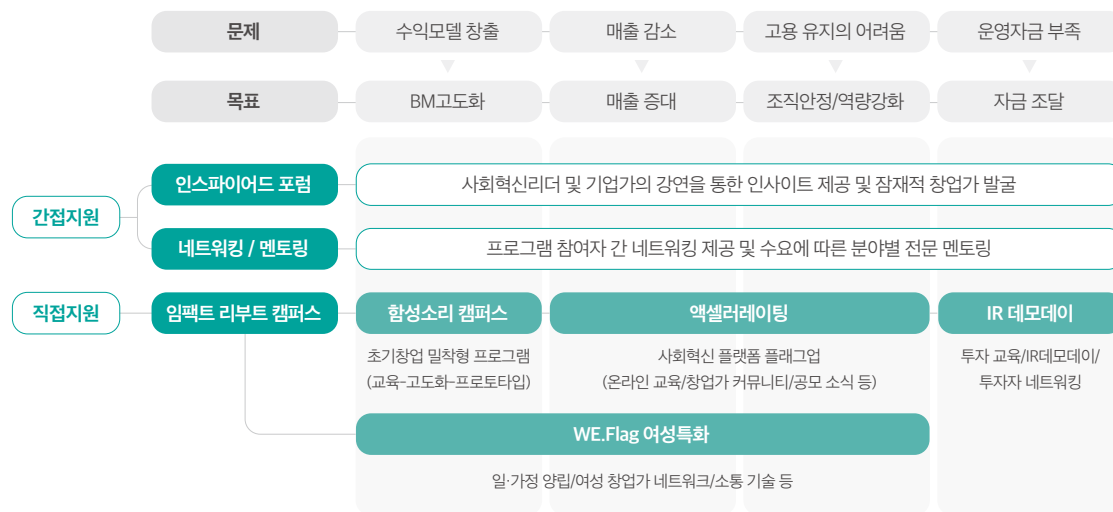 문제
수익모델 창출
매출 감소
고용 유지의 어려움
운영자금 부족
목표
BM고도화
매출 증대
조직안정/역량강화
자금 조달
간접지원
인스파이어드 포럼
사회혁신리더 및 기업가의 강연을 통한 인사이트 제공 및 잠재적 창업가 발굴
네트워킹 / 멘토링
프로그램 참여자 간 네트워킹 제공 및 수요에 따른 분야별 전문 멘토링
직접지원
임팩트 리부트 캠퍼스
함성소리 캠퍼스
액셀러레이팅
IR 데모데이
초기창업 밀착형 프로그램
(교육-고도화-프로토타입)
사회혁신 플랫폼 플래그업
(온라인 교육/창업가 커뮤니티/공모 소식 등)
투자 교육/IR데모데이/
투자자 네트워킹
WE.Flag 여성특화
일·가정 양립/여성 창업가 네트워크/소통 기술 등